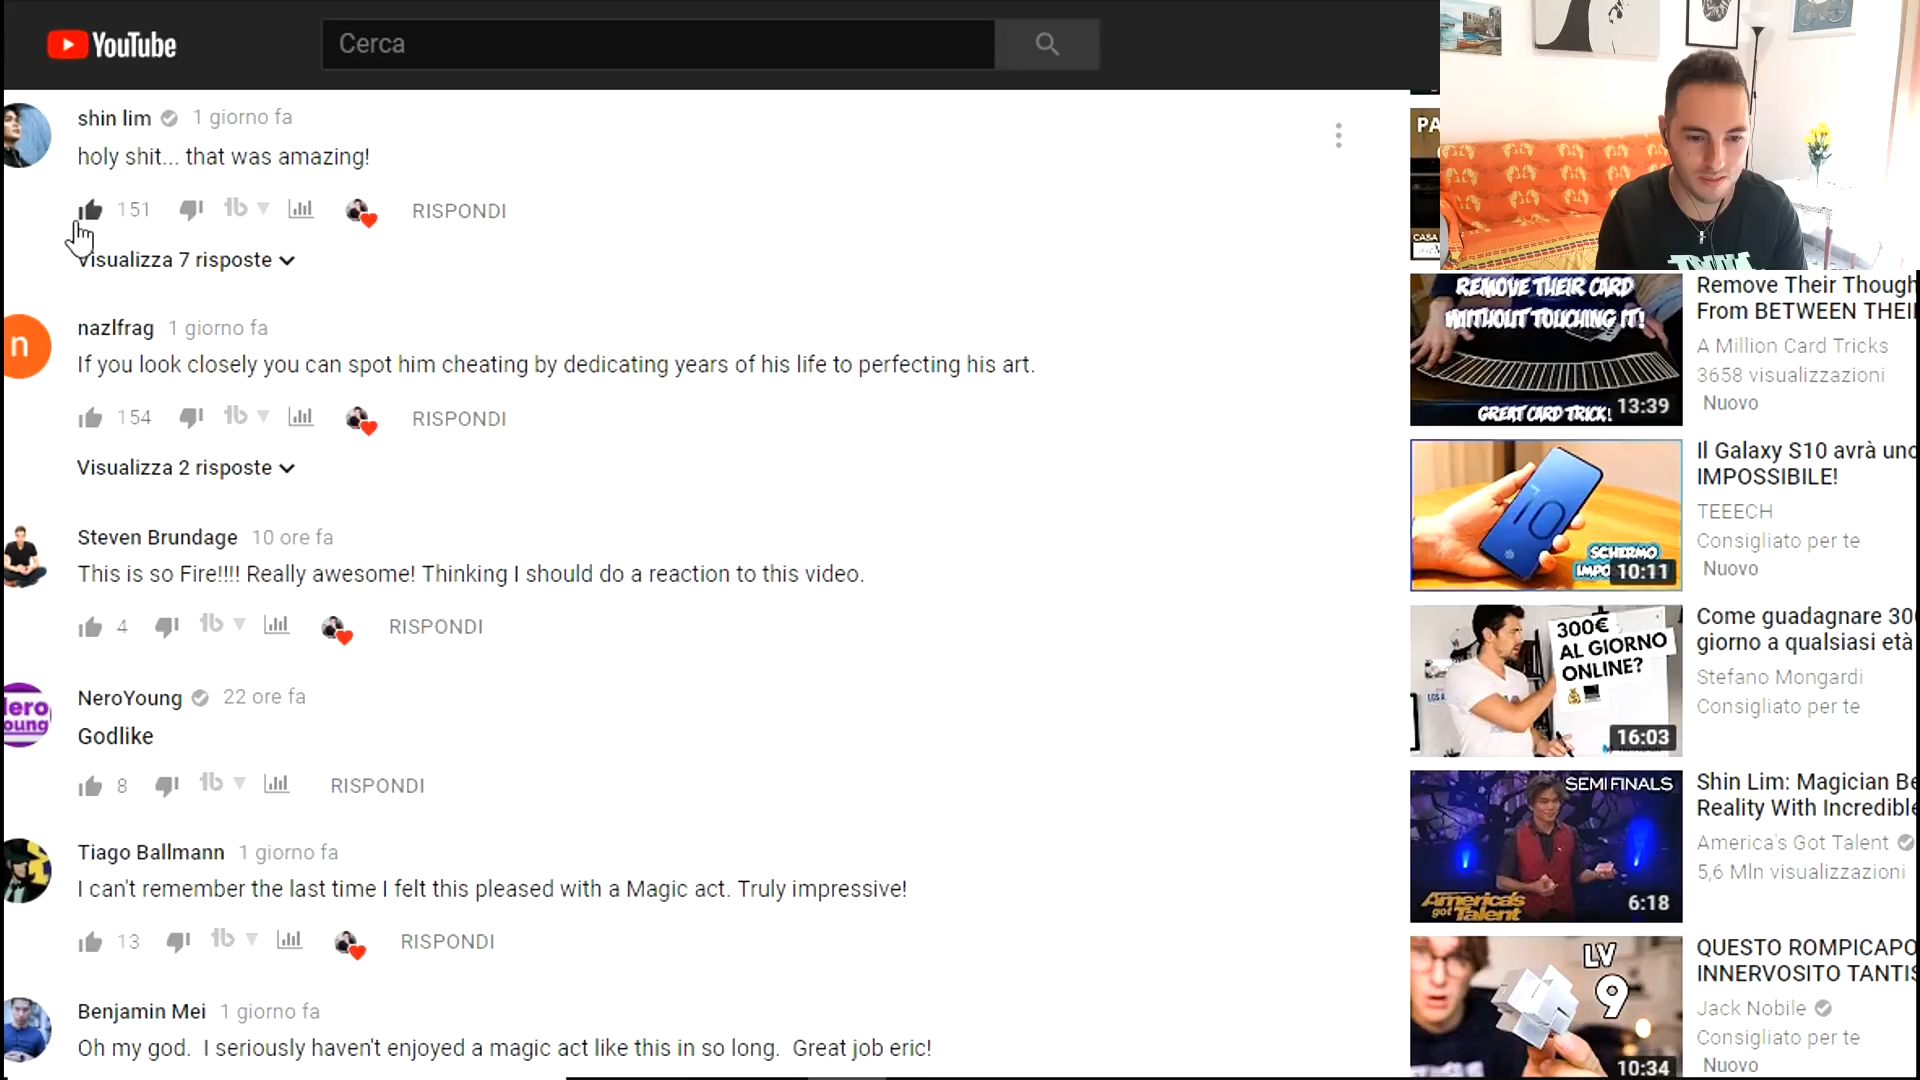 YouTube
Cerca
shin lim 1 giorno fa
holy shit... that was amazing!
151 RISPONDI
Visualizza 7 risposte
n
nazlfrag 1 giorno fa
If you look closely you can spot him cheating by dedicating years of his life to perfecting his art.
154 RISPONDI
Visualizza 2 risposte
Steven Brundage 10 ore fa
This is so Fire!!!! Really awesome! Thinking I should do a reaction to this video.
4 RISPONDI
NeroYoung 22 ore fa
Godlike
8 RISPONDI
Tiago Ballmann 1 giorno fa
I can't remember the last time I felt this pleased with a Magic act. Truly impressive!
13 RISPONDI
Benjamin Mei 1 giorno fa
Oh my god. I seriously haven't enjoyed a magic act like this in so long. Great job eric!
PA
CASA
REMOVE THEIR CARD
WITHOUT TOUCHING IT!
GREAT CARD TRICK!
13:39
Remove Their Though
From BETWEEN THEI
A Million Card Tricks
3658 visualizzazioni
Nuovo
10
SCHERMO
IMPOS
10:11
Il Galaxy S10 avrà uno
IMPOSSIBILE!
TEEECH
Consigliato per te
Nuovo
300€
AL GIORNO
ONLINE?
16:03
Come guadagnare 30
giorno a qualsiasi età
Stefano Mongardi
Consigliato per te
SEMIFINALS
America's
got Talent
6:18
Shin Lim: Magician Be
Reality With Incredible
America's Got Talent
5,6 Mln visualizzazioni
LV
9
10:34
QUESTO ROMPICAPO
INNERVOSITO TANTIS
Jack Nobile
Consigliato per te
Nuovo